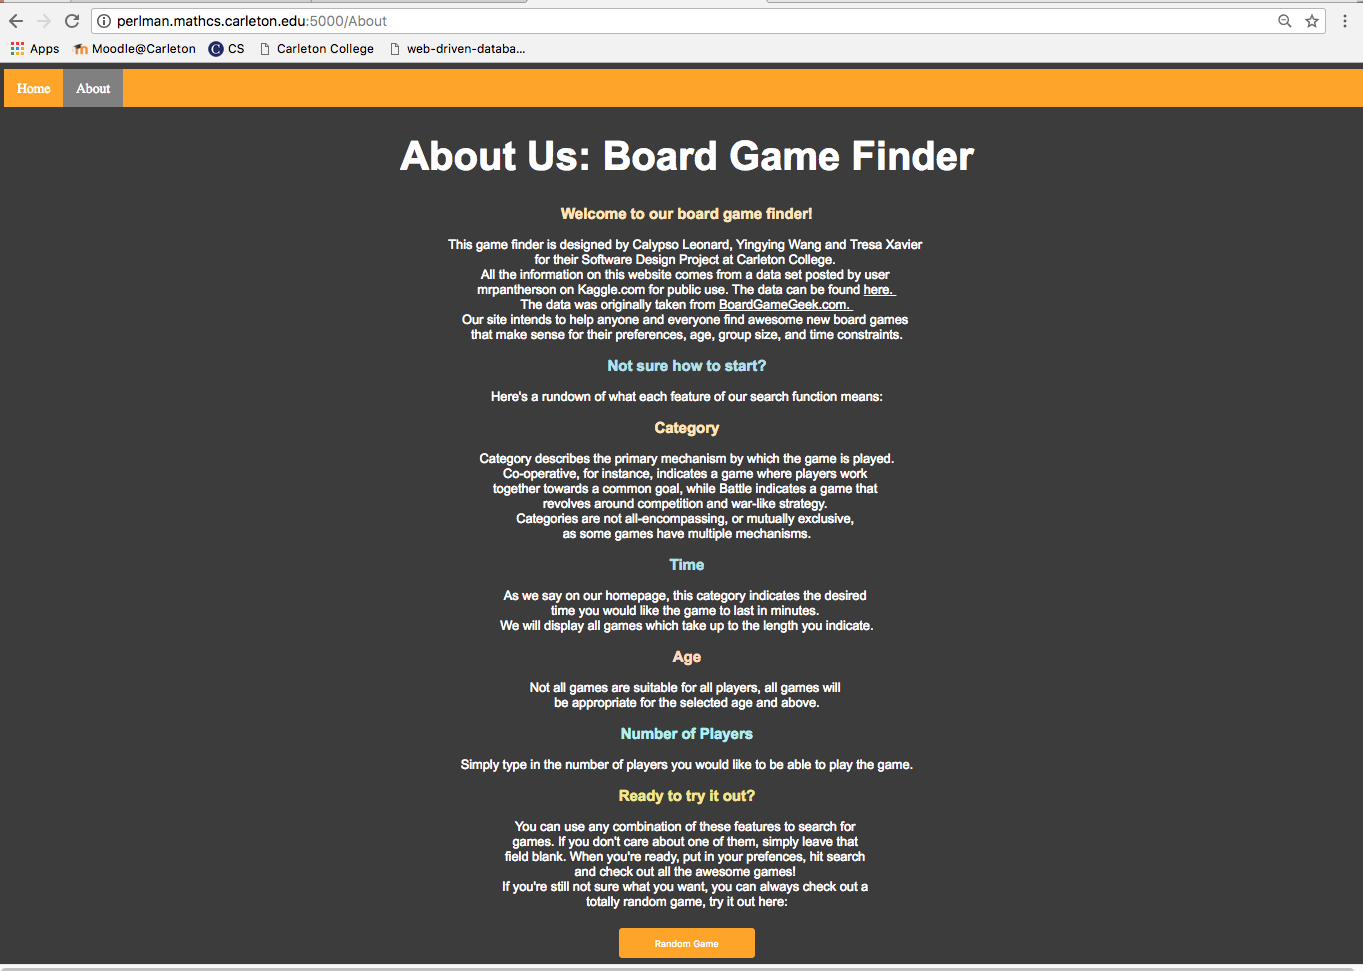 perlman.mathcs.carleton.edu:5000/About
Apps Moodle@Carleton CS Carleton College web-driven-databa...
Home About
About Us: Board Game Finder
Welcome to our board game finder!
This game finder is designed by Calypso Leonard, Yingying Wang and Tresa Xavier
for their Software Design Project at Carleton College.
All the information on this website comes from a data set posted by user
mrpantherson on Kaggle.com for public use. The data can be found here.
The data was originally taken from BoardGameGeek.com.
Our site intends to help anyone and everyone find awesome new board games
that make sense for their preferences, age, group size, and time constraints.
Not sure how to start?
Here's a rundown of what each feature of our search function means:
Category
Category describes the primary mechanism by which the game is played.
Co-operative, for instance, indicates a game where players work
together towards a common goal, while Battle indicates a game that
revolves around competition and war-like strategy.
Categories are not all-encompassing, or mutually exclusive,
as some games have multiple mechanisms.
Time
As we say on our homepage, this category indicates the desired
time you would like the game to last in minutes.
We will display all games which take up to the length you indicate.
Age
Not all games are suitable for all players, all games will
be appropriate for the selected age and above.
Number of Players
Simply type in the number of players you would like to be able to play the game.
Ready to try it out?
You can use any combination of these features to search for
games. If you don't care about one of them, simply leave that
field blank. When you're ready, put in your prefences, hit search
and check out all the awesome games!
If you're still not sure what you want, you can always check out a
totally random game, try it out here:
Random Game